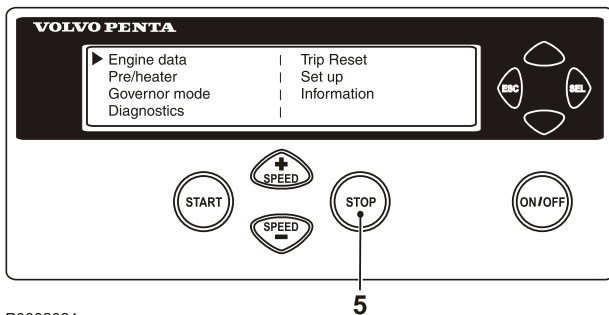 VOLVO PENTA
Engine data | Trip Reset
Pre/heater | Set up
Governor mode | Information
Diagnostics |
ESC SEL
+
SPEED
START STOP ON/OFF
SPEED
−
5